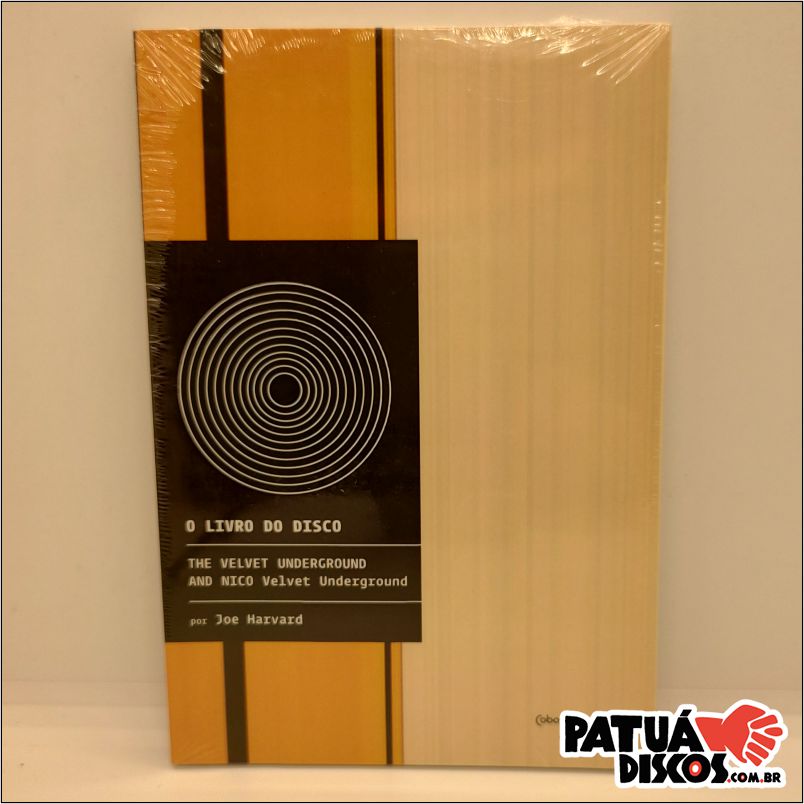 O LIVRO DO DISCO
THE VELVET UNDERGROUND
AND NICO Velvet Underground
por Joe Harvard
PATUÁ
DISCOS.COM.BR